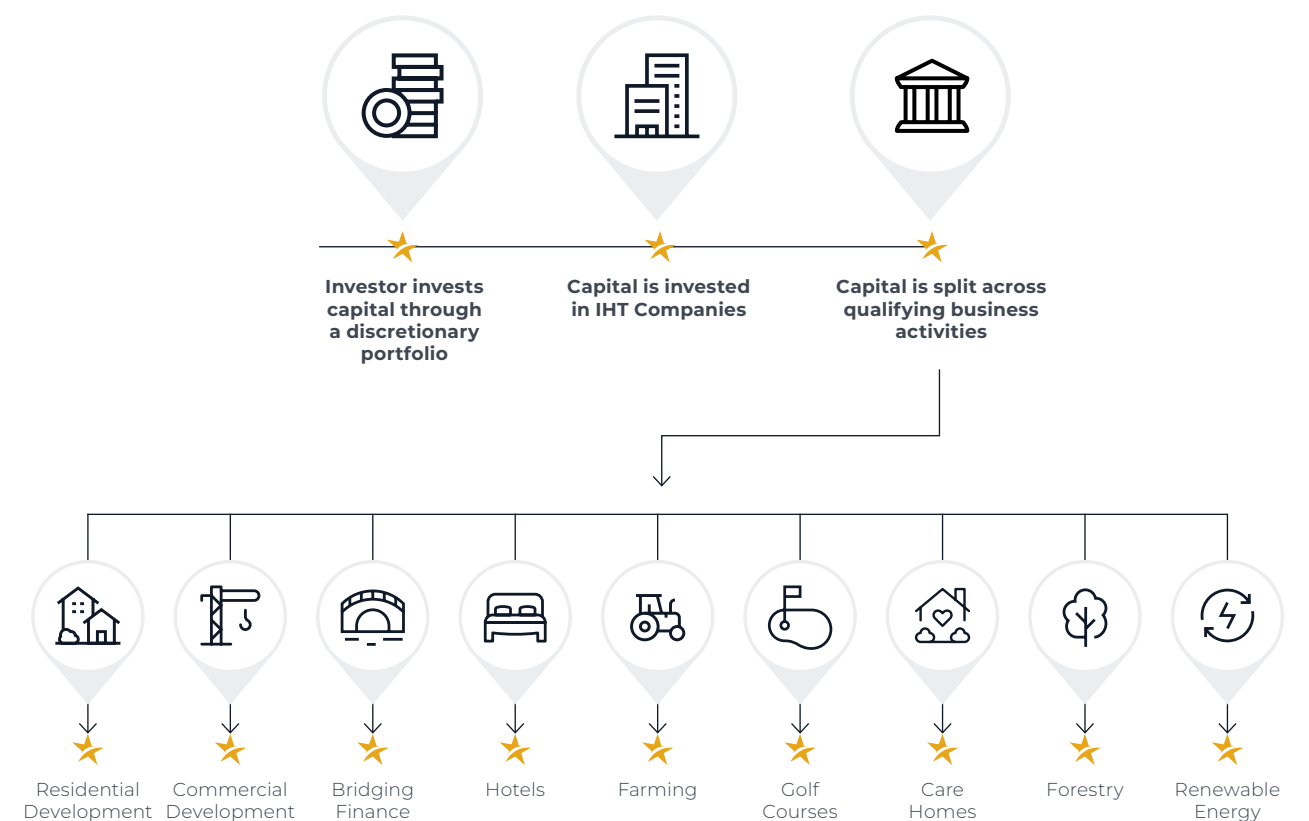 Investor invests
capital through
a discretionary
portfolio
Capital is invested
in IHT Companies
Capital is split across
qualifying business
activities
Residential
Development
Commercial
Development
Bridging
Finance
Hotels
Farming
Golf
Courses
Care
Homes
Forestry
Renewable
Energy